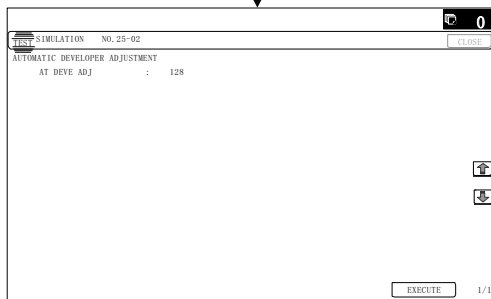 0
TEST SIMULATION NO.25-02
CLOSE
AUTOMATIC DEVELOPER ADJUSTMENT
AT DEVE ADJ : 128
EXECUTE 1/1